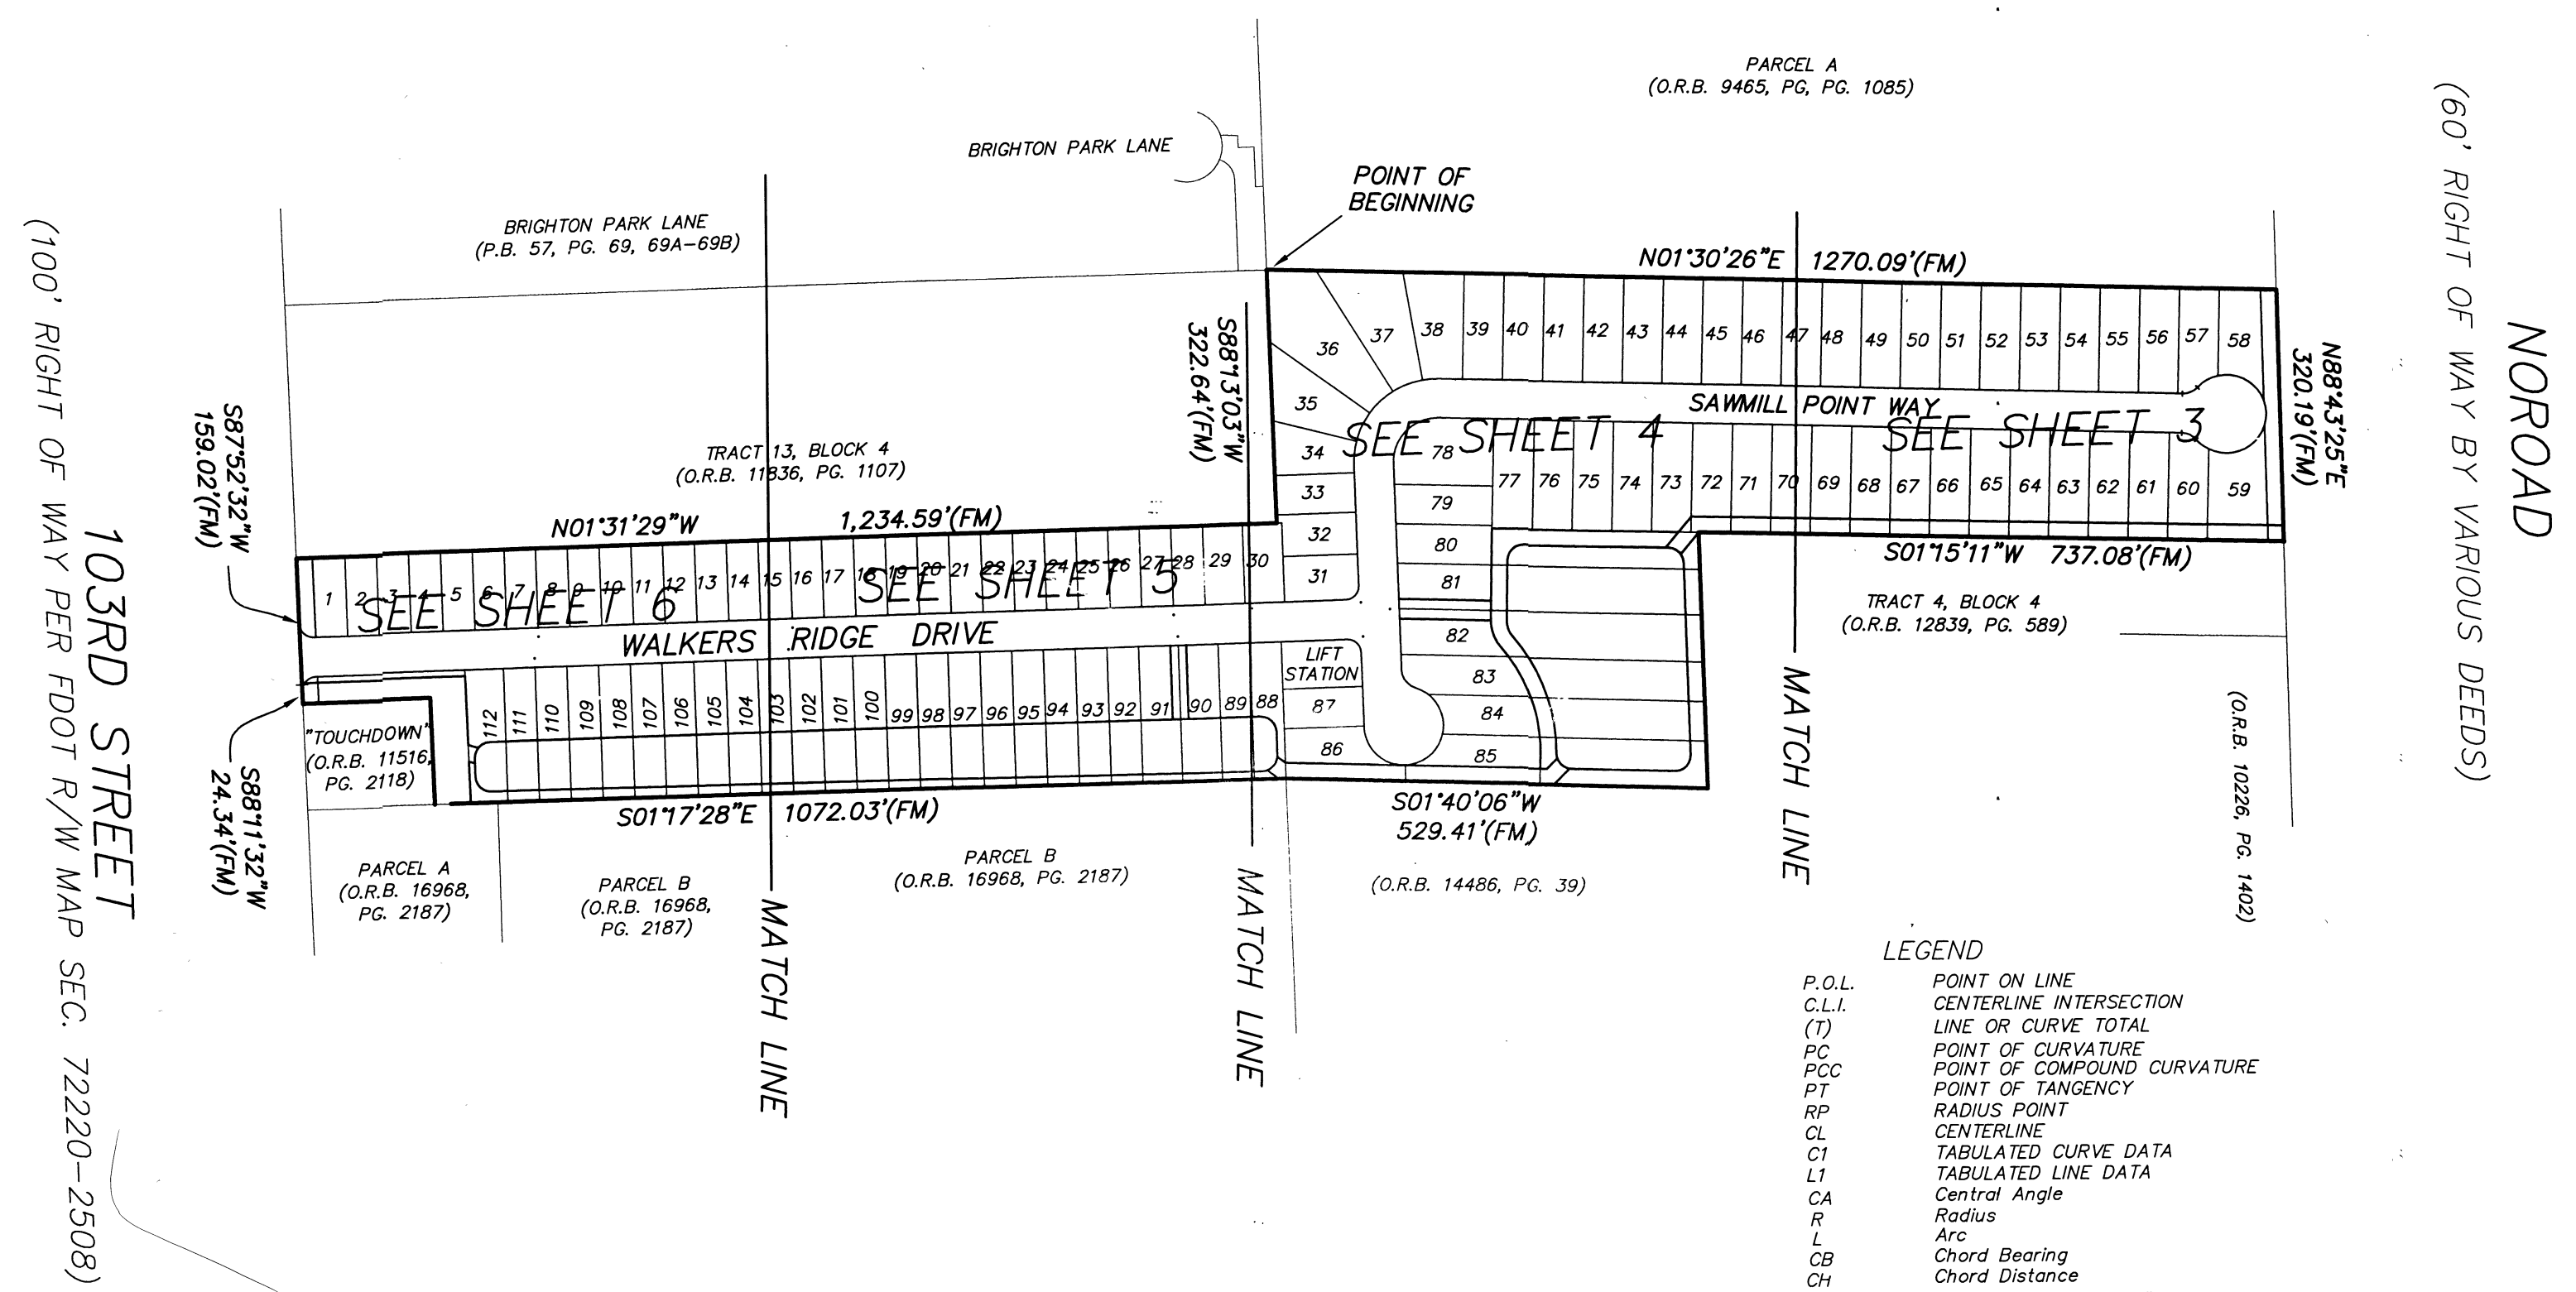 PARCEL A
(O.R.B. 9465, PG, PG. 1085)
NOROAD
(60' RIGHT OF WAY BY VARIOUS DEEDS)
BRIGHTON PARK LANE
POINT OF
BEGINNING
BRIGHTON PARK LANE
(P.B. 57, PG. 69, 69A-69B)
N01°30'26"E 1270.09'(FM)
36 37 38 39 40 41 42 43 44 45 46 47 48 49 50 51 52 53 54 55 56 57 58
S88°13'03"W
322.64'(FM)
N88°43'25"E
320.19'(FM)
35
SAWMILL POINT WAY
SEE SHEET 4
SEE SHEET 3
34 78
77 76 75 74 73 72 71 70 69 68 67 66 65 64 63 62 61 60 59
33 79
32 80
31 81
82
83
84
85
S87°52'32"W
159.02'(FM)
TRACT 13, BLOCK 4
(O.R.B. 11836, PG. 1107)
N01°31'29"W 1,234.59'(FM)
S01°15'11"W 737.08'(FM)
TRACT 4, BLOCK 4
(O.R.B. 12839, PG. 589)
1 2 3 4 5 6 7 8 9 10 11 12 13 14 15 16 17 18 19 20 21 22 23 24 25 26 27 28 29 30
SEE SHEET 6
SEE SHEET 5
WALKERS RIDGE DRIVE
LIFT
STATION
87
86
112 111 110 109 108 107 106 105 104 103 102 101 100 99 98 97 96 95 94 93 92 91 90 89 88
"TOUCHDOWN"
(O.R.B. 11516,
PG. 2118)
S88°11'32"W
24.34'(FM)
103RD STREET
(100' RIGHT OF WAY PER FDOT R/W MAP SEC. 72220-2508)
S01°17'28"E 1072.03'(FM)
S01°40'06"W
529.41'(FM)
PARCEL A
(O.R.B. 16968,
PG. 2187)
PARCEL B
(O.R.B. 16968,
PG. 2187)
PARCEL B
(O.R.B. 16968, PG. 2187)
(O.R.B. 14486, PG. 39)
(O.R.B. 10226, PG. 1402)
MATCH LINE
MATCH LINE
MATCH LINE
LEGEND
P.O.L. POINT ON LINE
C.L.I. CENTERLINE INTERSECTION
(T) LINE OR CURVE TOTAL
PC POINT OF CURVATURE
PCC POINT OF COMPOUND CURVATURE
PT POINT OF TANGENCY
RP RADIUS POINT
CL CENTERLINE
C1 TABULATED CURVE DATA
L1 TABULATED LINE DATA
CA Central Angle
R Radius
L Arc
CB Chord Bearing
CH Chord Distance